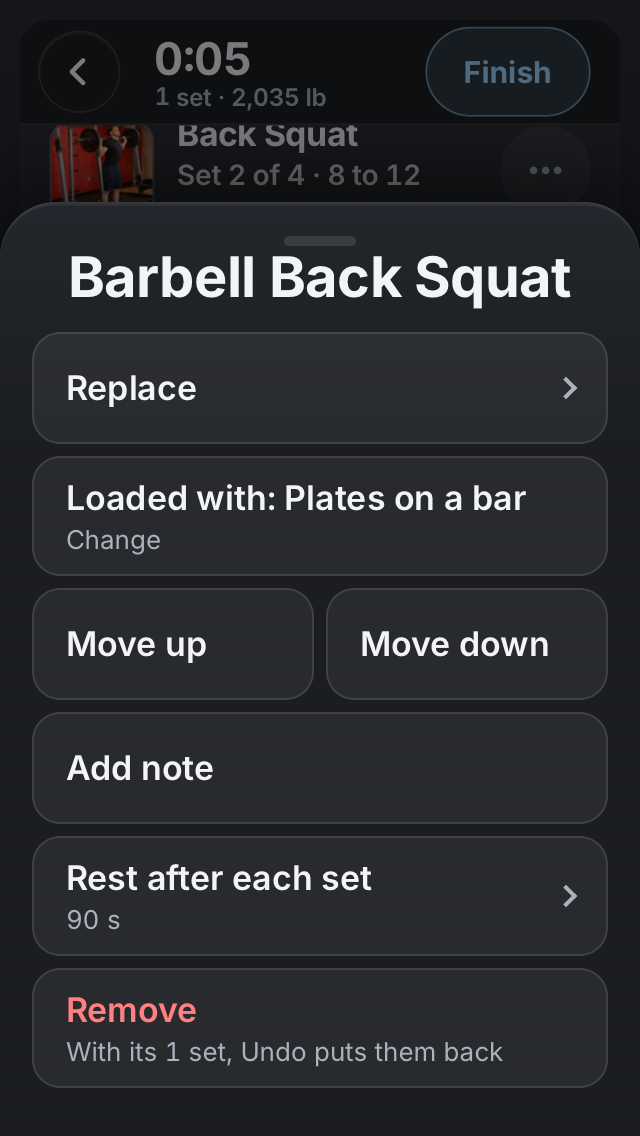 0:05
1 set · 2,035 lb
Finish
Back Squat
Set 2 of 4 · 8 to 12
Barbell Back Squat
Replace
Loaded with: Plates on a bar
Change
Move up
Move down
Add note
Rest after each set
90 s
Remove
With its 1 set, Undo puts them back